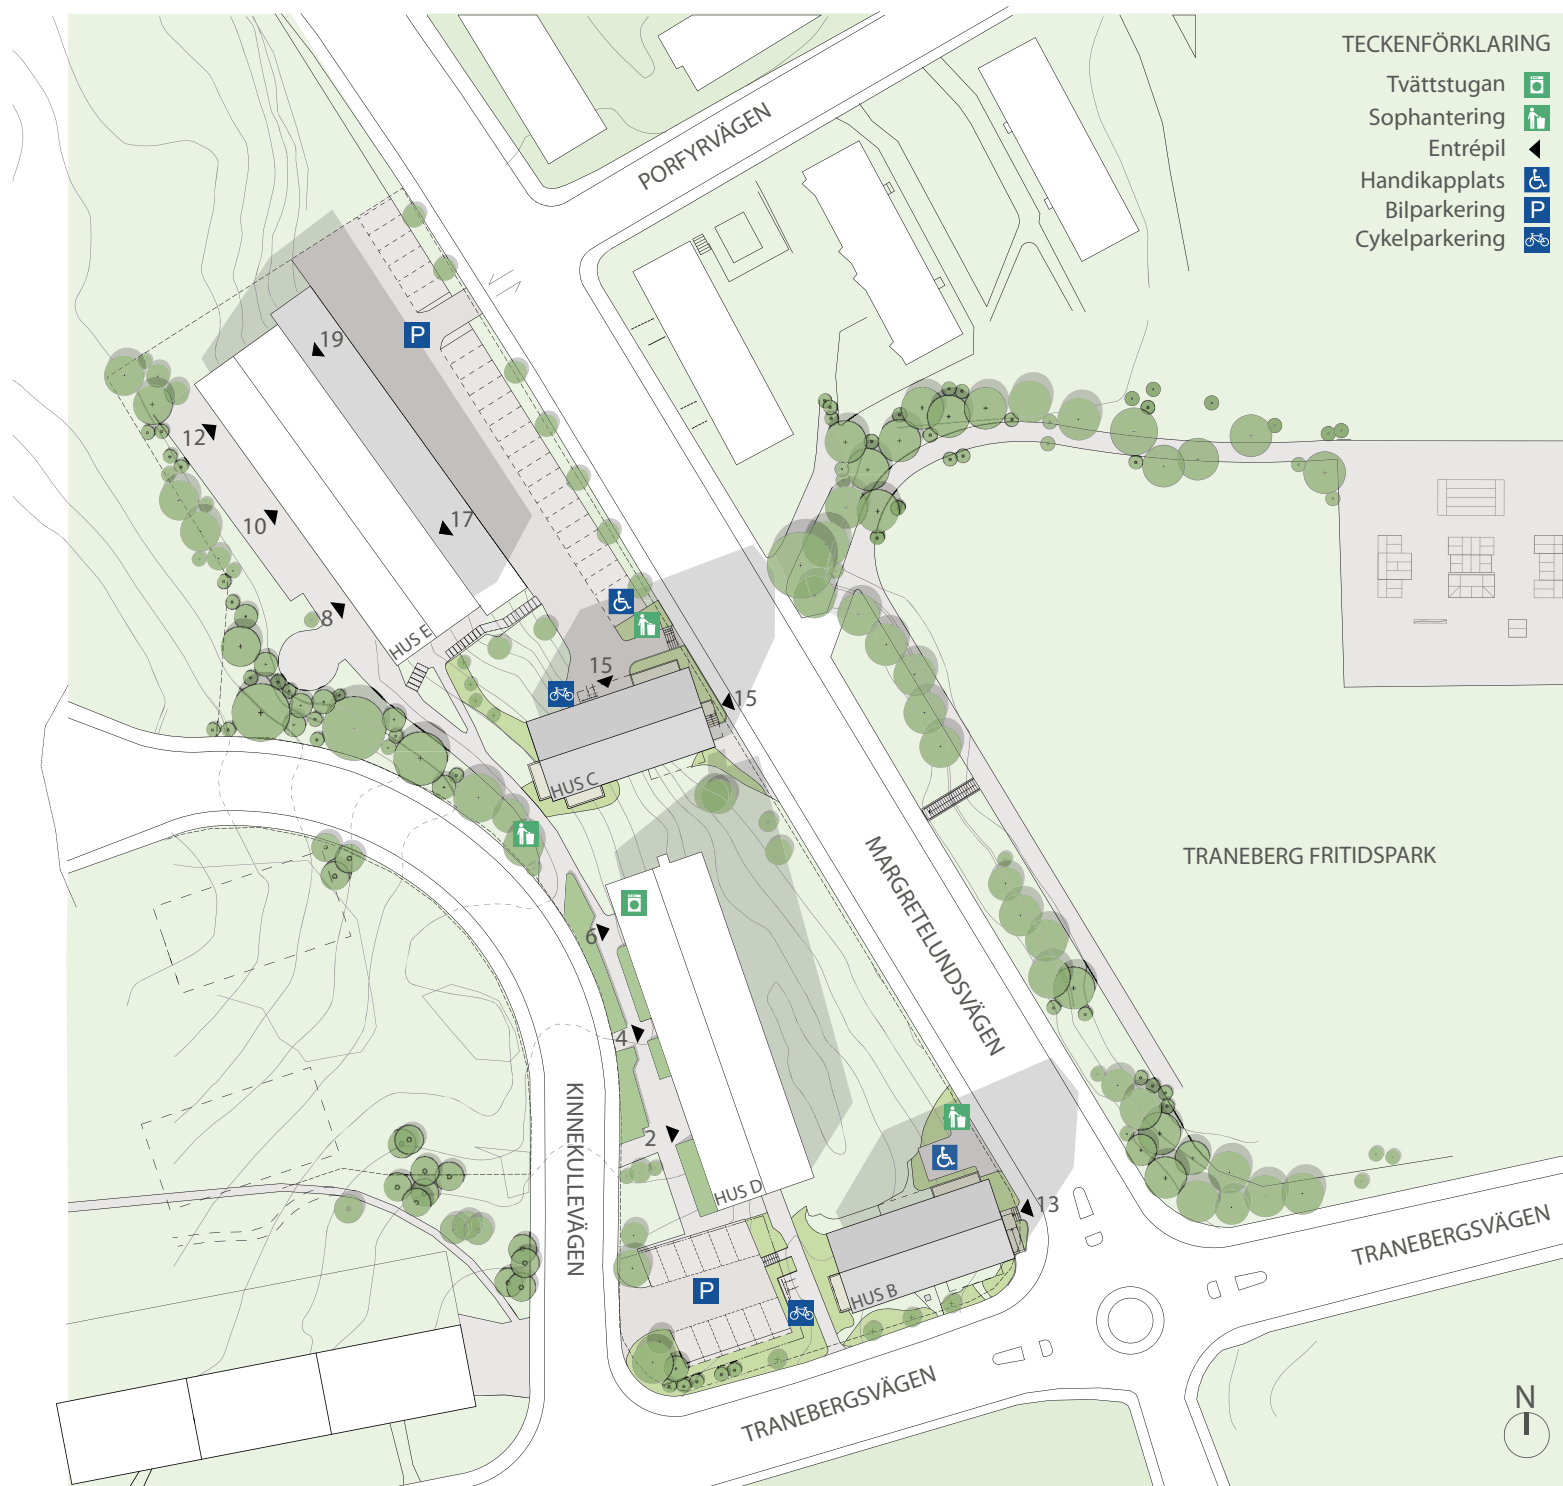 TECKENFÖRKLARING
Tvättstugan
Sophantering
Entrépil
Handikapplats
Bilparkering
P
Cykelparkering
PORFYRVÄGEN
19
P
12
10
17
8
HUS E
15
15
HUS C
MARGRETELUNDSVÄGEN
TRANEBERG FRITIDSPARK
6
4
KINNEKULLEVÄGEN
2
HUS D
13
TRANEBERGSVÄGEN
P
HUS B
TRANEBERGSVÄGEN
N